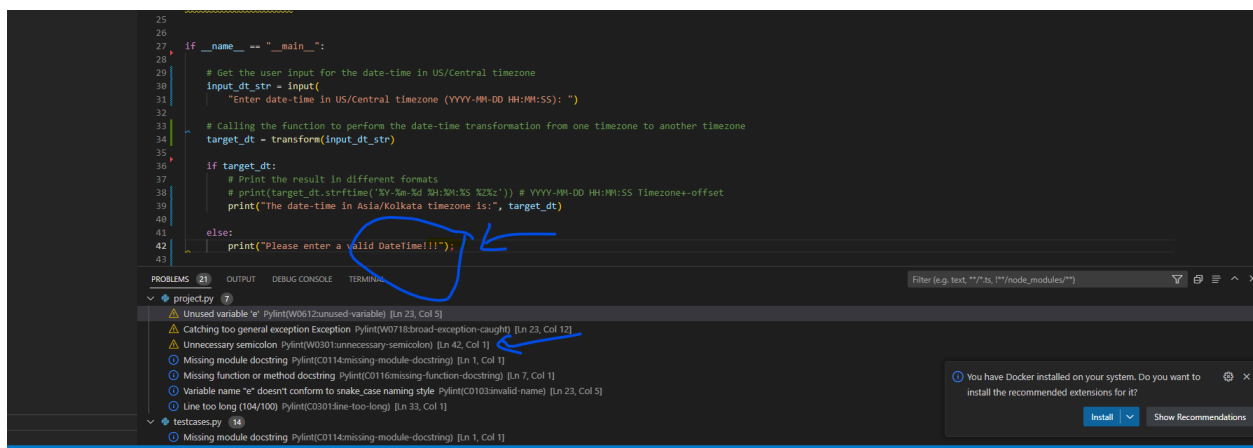 25
26
27 if __name__ == "__main__":
28
29 # Get the user input for the date-time in US/Central timezone
30 input_dt_str = input(
31 "Enter date-time in US/Central timezone (YYYY-MM-DD HH:MM:SS): ")
32
33 # Calling the function to perform the date-time transformation from one timezone to another timezone
34 target_dt = transform(input_dt_str)
35
36 if target_dt:
37 # Print the result in different formats
38 # print(target_dt.strftime('%Y-%m-%d %H:%M:%S %Z%z')) # YYYY-MM-DD HH:MM:SS Timezone+-offset
39 print("The date-time in Asia/Kolkata timezone is:", target_dt)
40
41 else:
42 print("Please enter a valid DateTime!!!");
43
PROBLEMS 21 OUTPUT DEBUG CONSOLE TERMINAL Filter (e.g. text, **/*.ts, !**/node_modules/**)
project.py 7
Unused variable 'e' Pylint(W0612:unused-variable) [Ln 23, Col 5]
Catching too general exception Exception Pylint(W0718:broad-exception-caught) [Ln 23, Col 12]
Unnecessary semicolon Pylint(W0301:unnecessary-semicolon) [Ln 42, Col 1]
Missing module docstring Pylint(C0114:missing-module-docstring) [Ln 1, Col 1]
Missing function or method docstring Pylint(C0116:missing-function-docstring) [Ln 7, Col 1]
Variable name "e" doesn't conform to snake_case naming style Pylint(C0103:invalid-name) [Ln 23, Col 5]
Line too long (104/100) Pylint(C0301:line-too-long) [Ln 33, Col 1]
testcases.py 14
Missing module docstring Pylint(C0114:missing-module-docstring) [Ln 1, Col 1]
You have Docker installed on your system. Do you want to
install the recommended extensions for it?
Install Show Recommendations